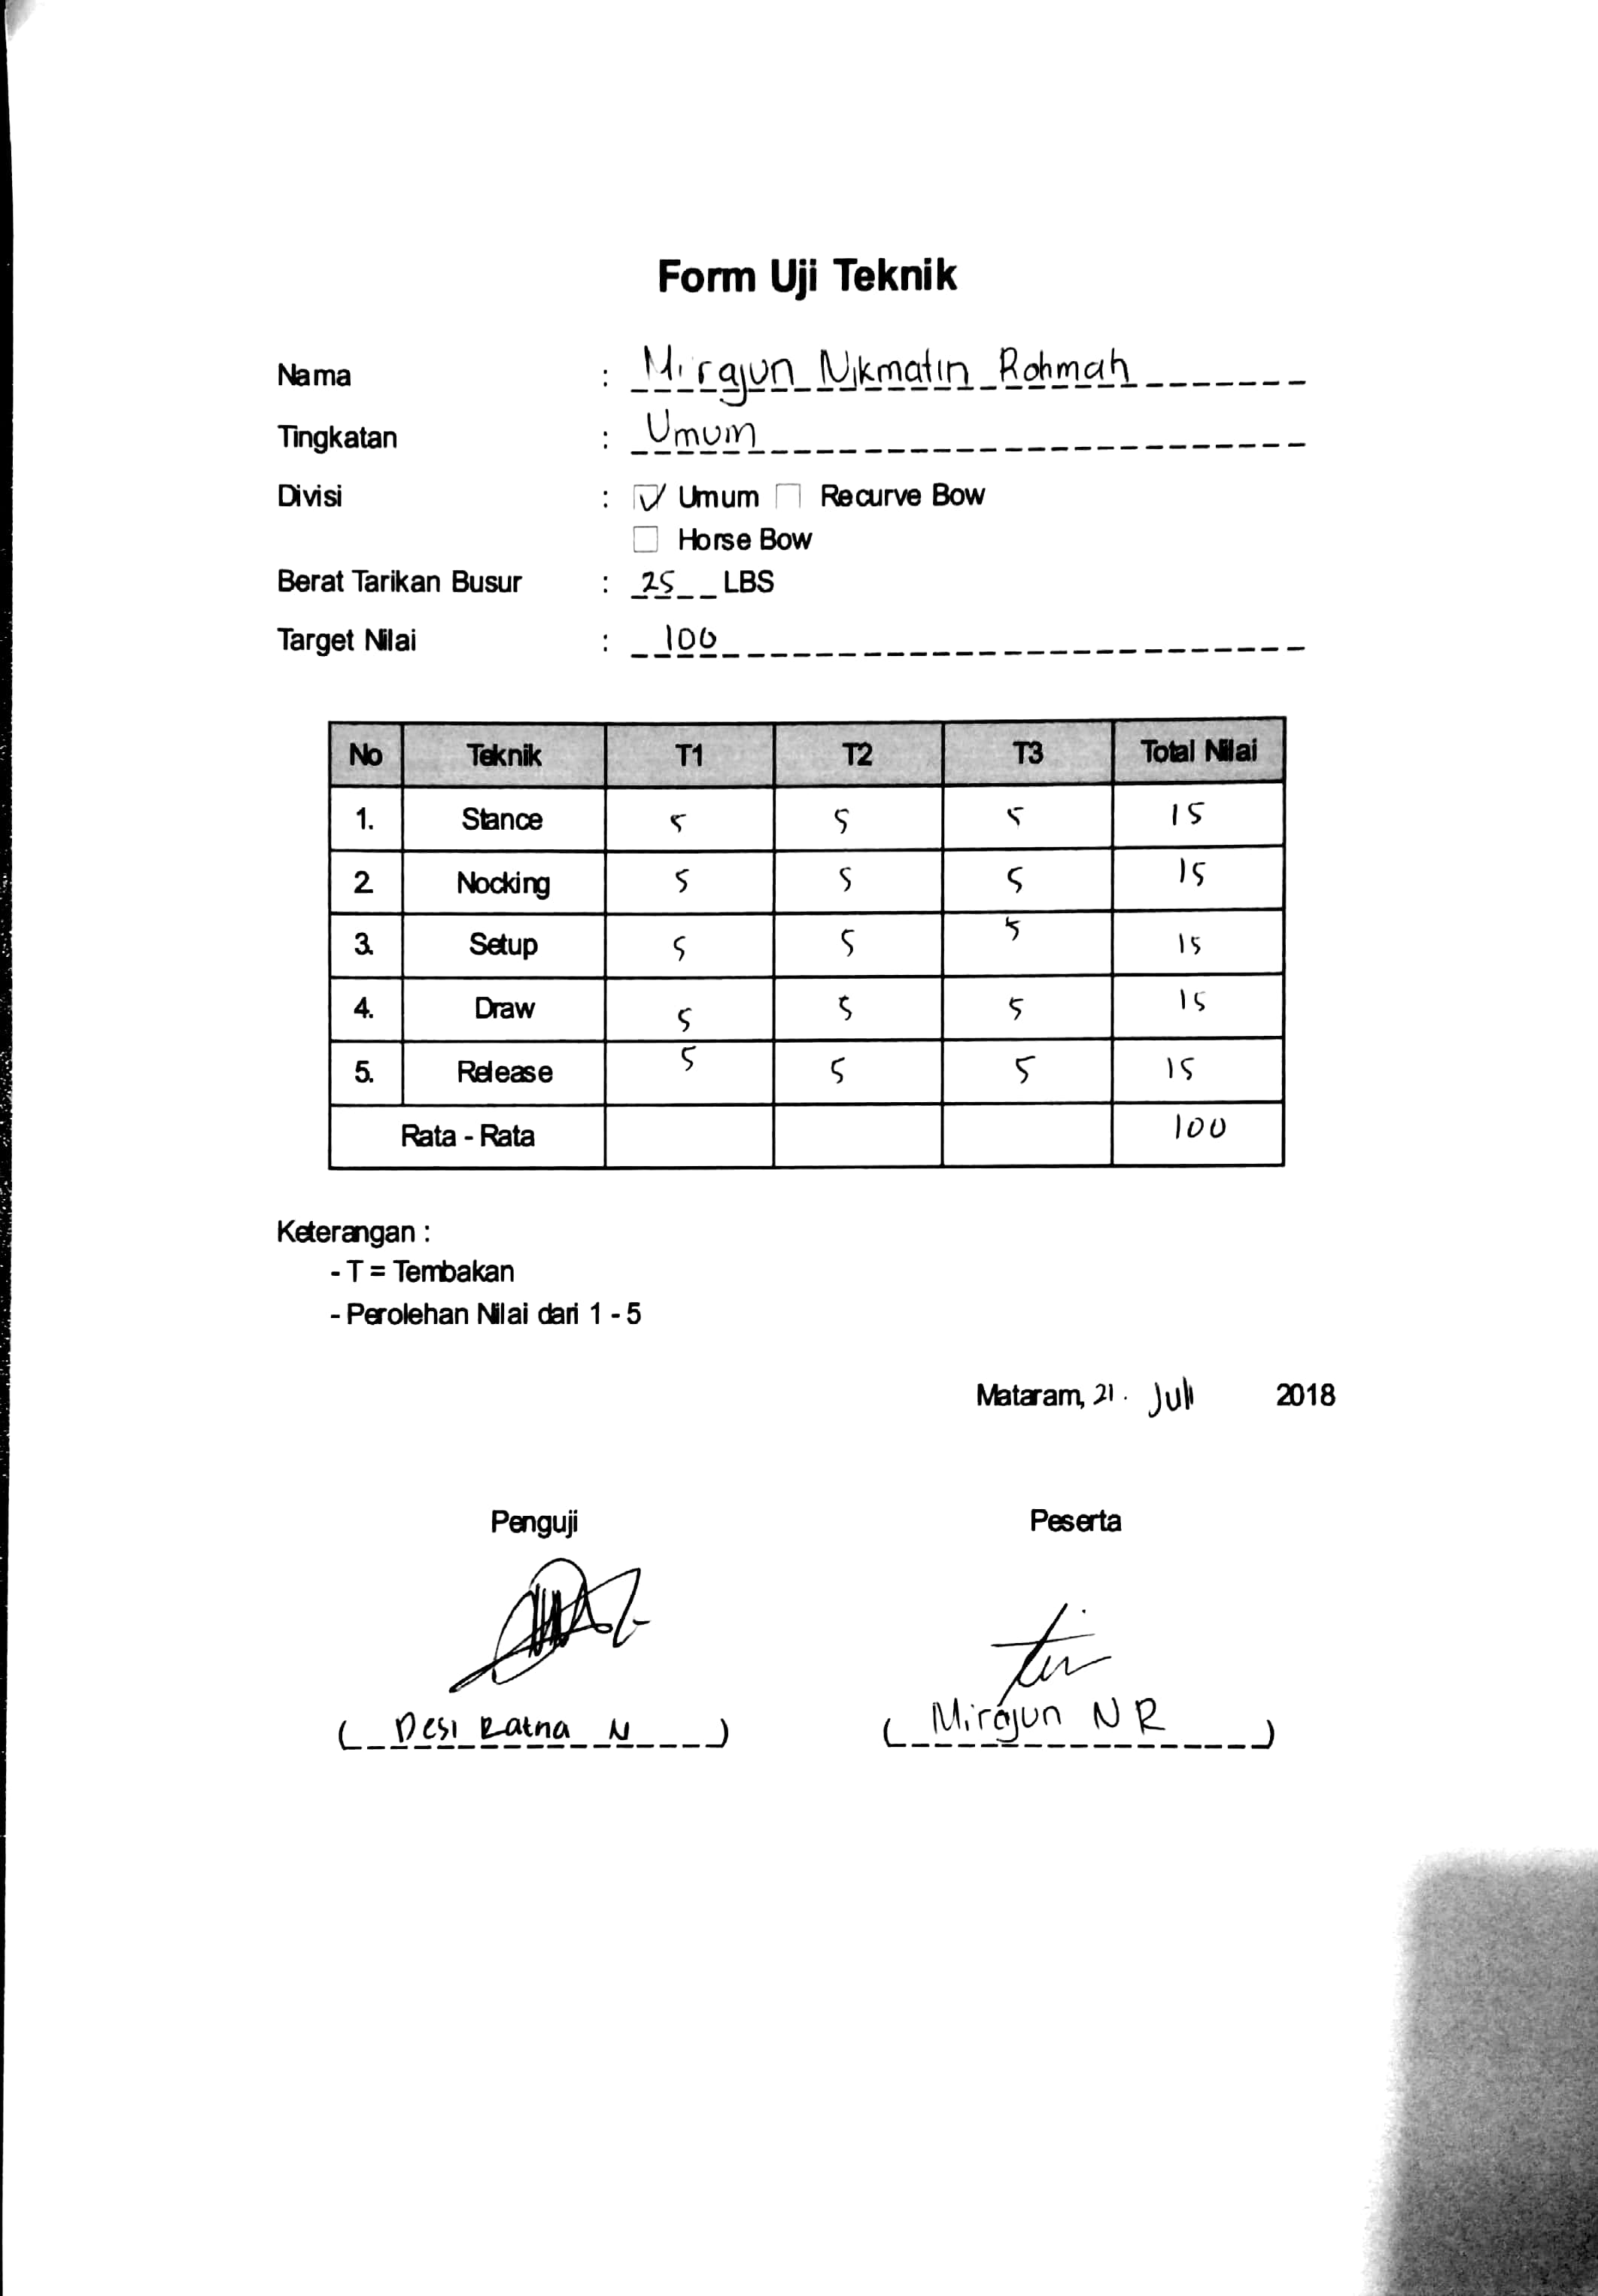 Form Uji Teknik
Nama : Mirajun Nikmatin Rohmah
Tingkatan : Umum
Divisi : ☑ Umum ☐ Recurve Bow
☐ Horse Bow
Berat Tarikan Busur : 25 LBS
Target Nilai : 100
No Teknik T1 T2 T3 Total Nilai
1. Stance 5 5 5 15
2. Nocking 5 5 5 15
3. Setup 5 5 5 15
4. Draw 5 5 5 15
5. Release 5 5 5 15
Rata - Rata 100
Keterangan :
- T = Tembakan
- Perolehan Nilai dari 1 - 5
Mataram, 21. Juli 2018
Penguji Peserta
( Desi Ratna N ) ( Mirajun N R )